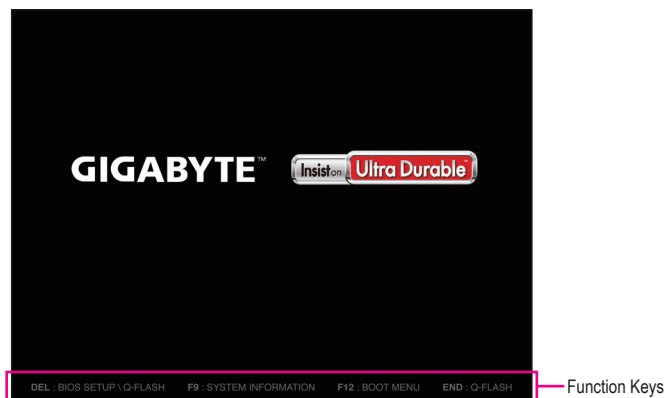 GIGABYTE™ Insist on Ultra Durable™
DEL : BIOS SETUP \ Q-FLASH F9 : SYSTEM INFORMATION F12 : BOOT MENU END : Q-FLASH
Function Keys